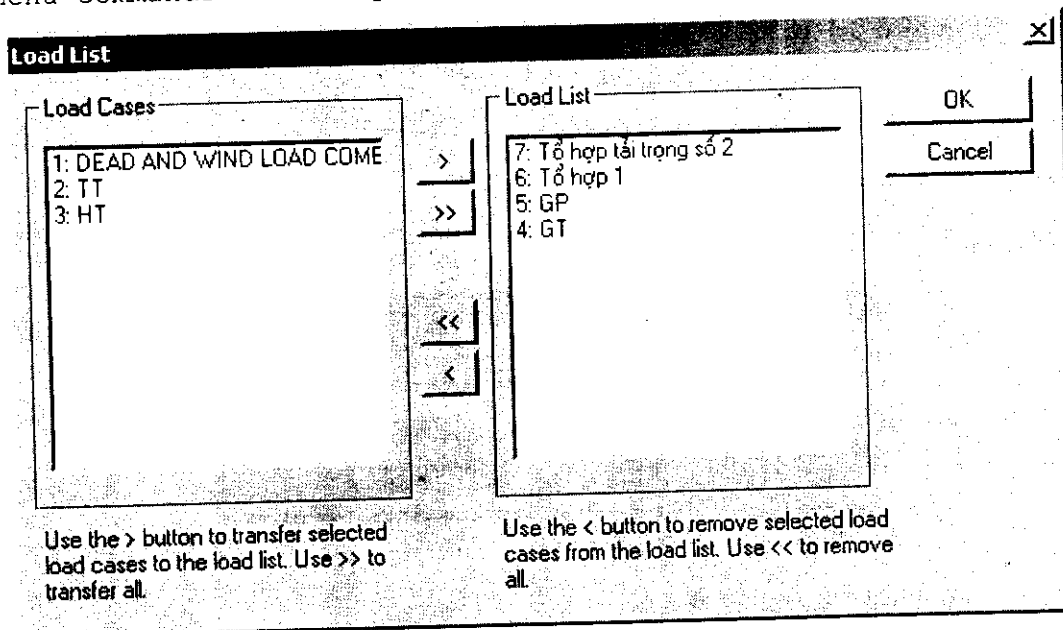 Load List
Load Cases
1: DEAD AND WIND LOAD COME
2: TT
3: HT
>
>>
<<
<
Load List
7: Tổ hợp tải trọng số 2
6: Tổ hợp 1
5: GP
4: GT
OK
Cancel
Use the > button to transfer selected
load cases to the load list. Use >> to
transfer all.
Use the < button to remove selected load
cases from the load list. Use << to remove
all.